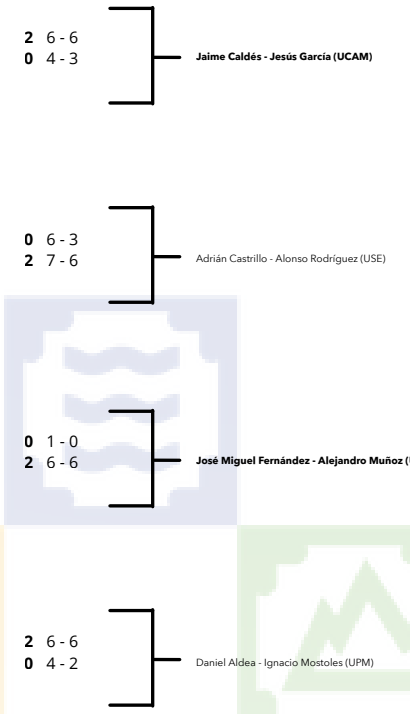 2 6 - 6
0 4 - 3
Jaime Caldés - Jesús García (UCAM)
0 6 - 3
2 7 - 6
Adrián Castrillo - Alonso Rodríguez (USE)
0 1 - 0
2 6 - 6
José Miguel Fernández - Alejandro Muñoz (
2 6 - 6
0 4 - 2
Daniel Aldea - Ignacio Mostoles (UPM)